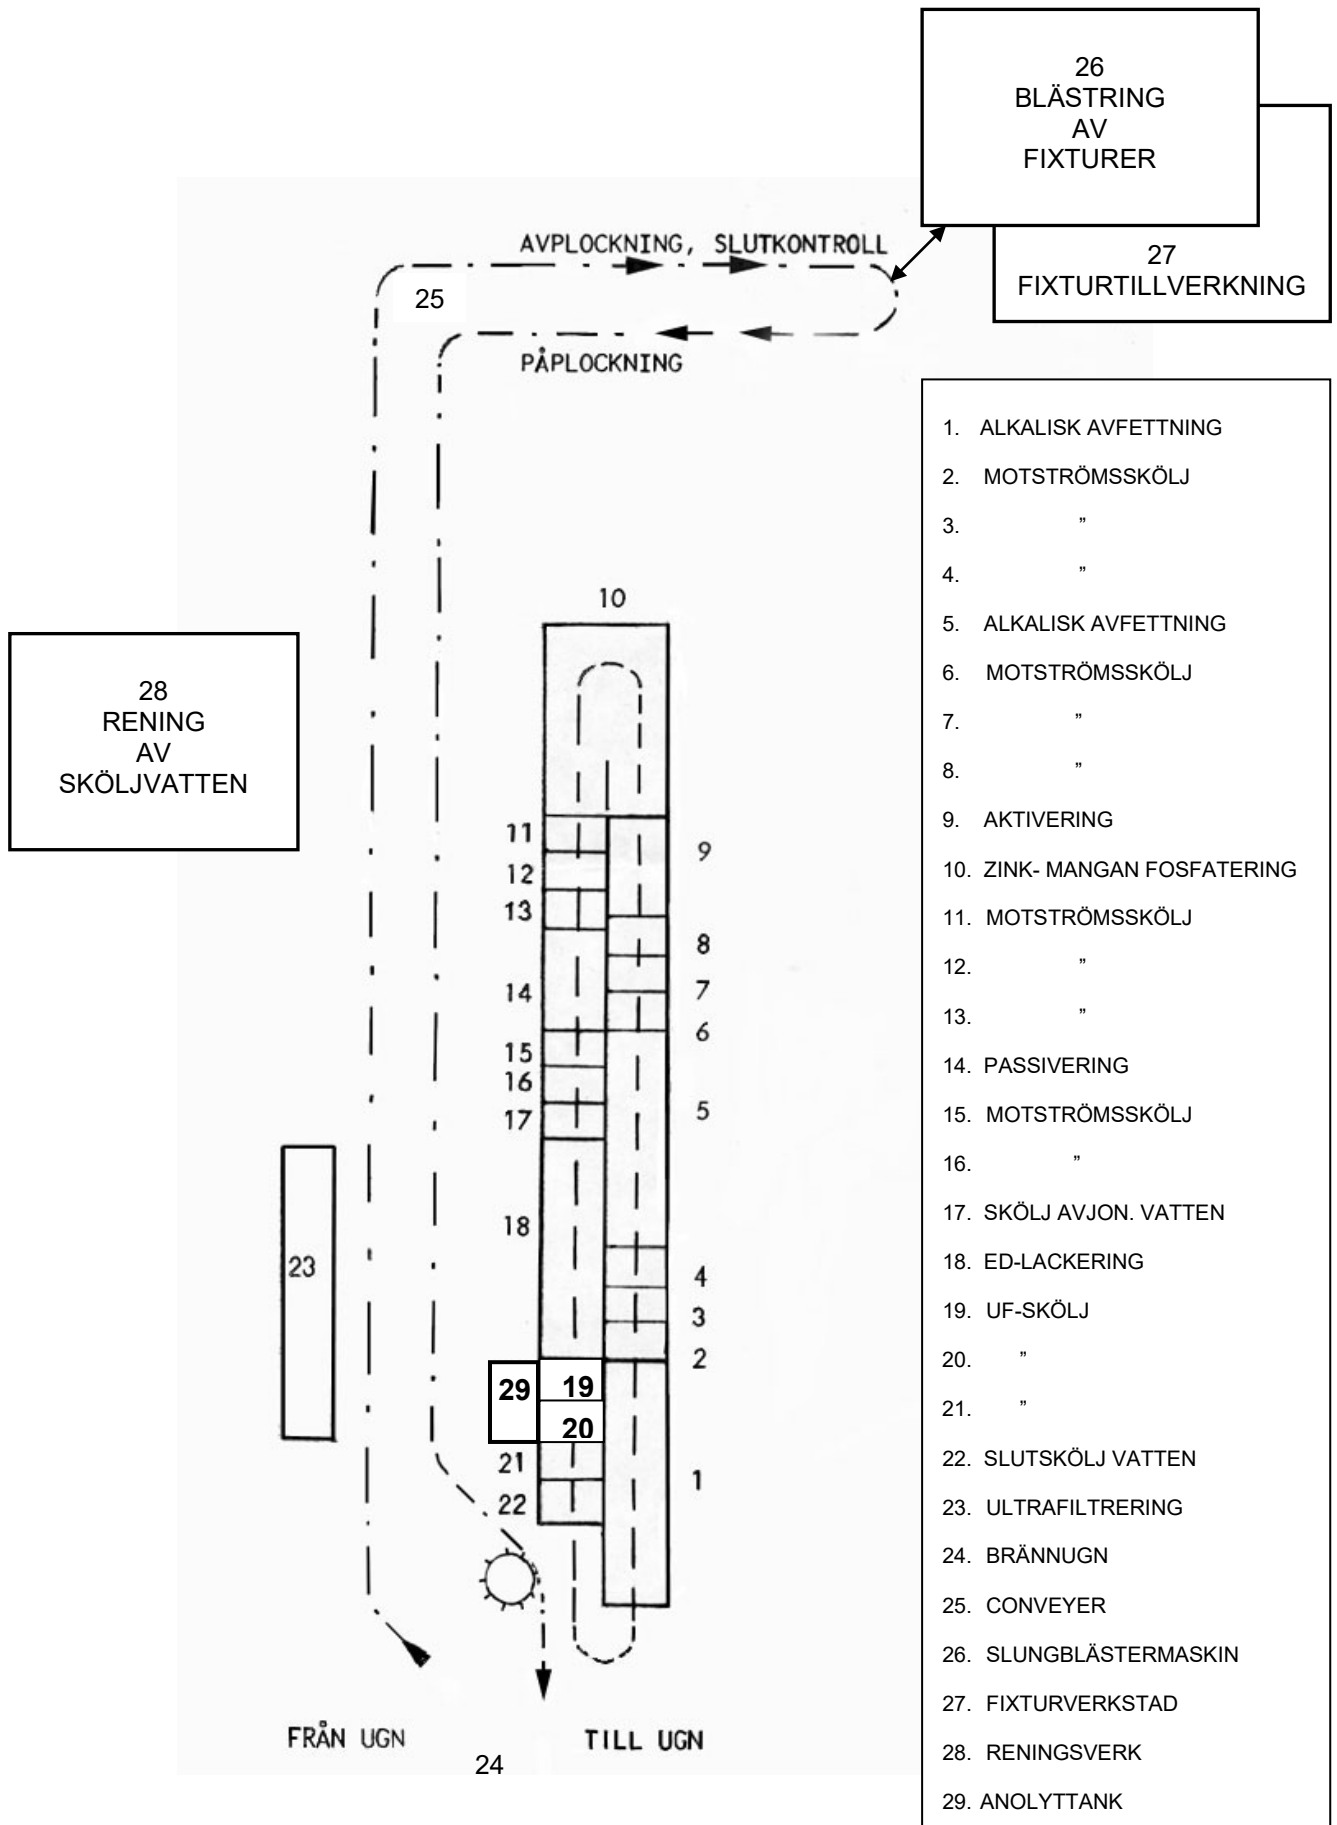 26
BLÄSTRING
AV
FIXTURER
27
FIXTURTILLVERKNING
AVPLOCKNING, SLUTKONTROLL
25
PÅPLOCKNING
28
RENING
AV
SKÖLJVATTEN
10
11
12
13
14
15
16
17
18
9
8
7
6
5
4
3
2
23
29
19
20
21
22
1
FRÅN UGN
24
TILL UGN
1. ALKALISK AVFETTNING
2. MOTSTRÖMSSKÖLJ
3. ”
4. ”
5. ALKALISK AVFETTNING
6. MOTSTRÖMSSKÖLJ
7. ”
8. ”
9. AKTIVERING
10. ZINK- MANGAN FOSFATERING
11. MOTSTRÖMSSKÖLJ
12. ”
13. ”
14. PASSIVERING
15. MOTSTRÖMSSKÖLJ
16. ”
17. SKÖLJ AVJON. VATTEN
18. ED-LACKERING
19. UF-SKÖLJ
20. ”
21. ”
22. SLUTSKÖLJ VATTEN
23. ULTRAFILTRERING
24. BRÄNNUGN
25. CONVEYER
26. SLUNGBLÄSTERMASKIN
27. FIXTURVERKSTAD
28. RENINGSVERK
29. ANOLYTTANK